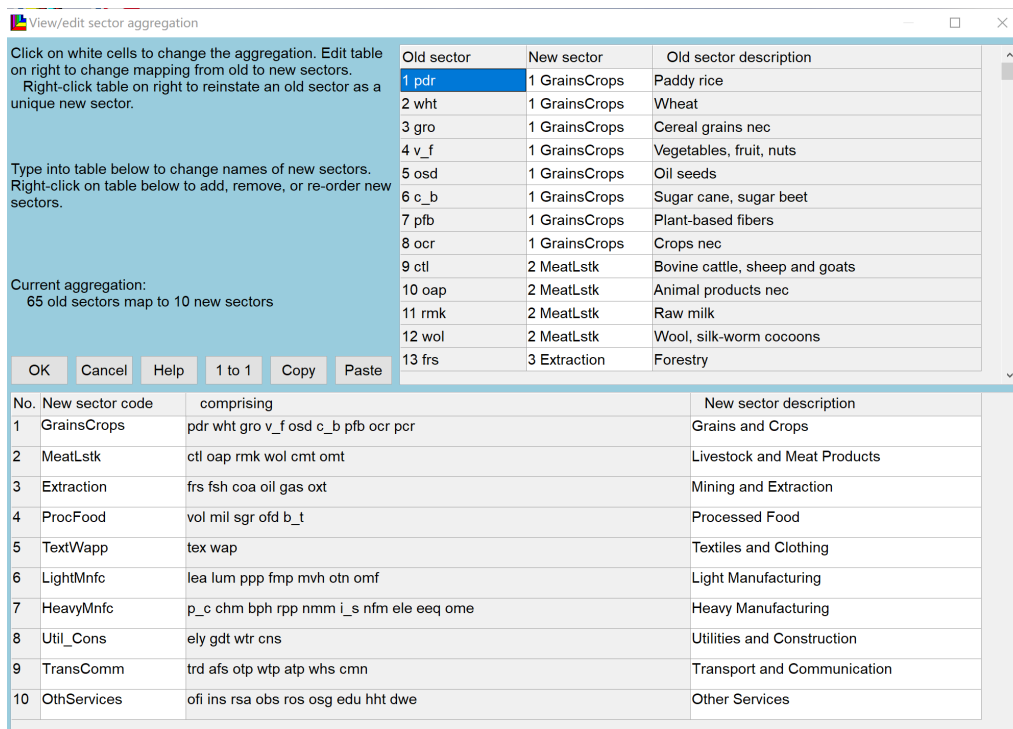 View/edit sector aggregation
Click on white cells to change the aggregation. Edit table
on right to change mapping from old to new sectors.
Right-click table on right to reinstate an old sector as a
unique new sector.
Type into table below to change names of new sectors.
Right-click on table below to add, remove, or re-order new
sectors.
Current aggregation:
65 old sectors map to 10 new sectors
OK Cancel Help 1 to 1 Copy Paste
Old sector New sector Old sector description
1 pdr 1 GrainsCrops Paddy rice
2 wht 1 GrainsCrops Wheat
3 gro 1 GrainsCrops Cereal grains nec
4 v_f 1 GrainsCrops Vegetables, fruit, nuts
5 osd 1 GrainsCrops Oil seeds
6 c_b 1 GrainsCrops Sugar cane, sugar beet
7 pfb 1 GrainsCrops Plant-based fibers
8 ocr 1 GrainsCrops Crops nec
9 ctl 2 MeatLstk Bovine cattle, sheep and goats
10 oap 2 MeatLstk Animal products nec
11 rmk 2 MeatLstk Raw milk
12 wol 2 MeatLstk Wool, silk-worm cocoons
13 frs 3 Extraction Forestry
No. New sector code comprising New sector description
1 GrainsCrops pdr wht gro v_f osd c_b pfb ocr pcr Grains and Crops
2 MeatLstk ctl oap rmk wol cmt omt Livestock and Meat Products
3 Extraction frs fsh coa oil gas oxt Mining and Extraction
4 ProcFood vol mil sgr ofd b_t Processed Food
5 TextWapp tex wap Textiles and Clothing
6 LightMnfc lea lum ppp fmp mvh otn omf Light Manufacturing
7 HeavyMnfc p_c chm bph rpp nmm i_s nfm ele eeq ome Heavy Manufacturing
8 Util_Cons ely gdt wtr cns Utilities and Construction
9 TransComm trd afs otp wtp atp whs cmn Transport and Communication
10 OthServices ofi ins rsa obs ros osg edu hht dwe Other Services